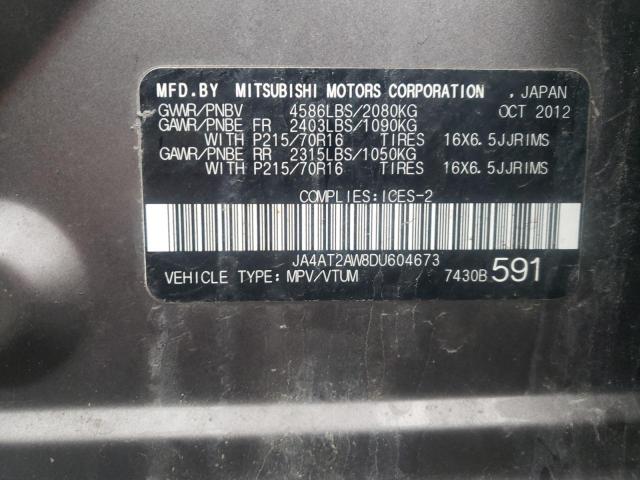 MFD.BY MITSUBISHI MOTORS CORPORATION , JAPAN
GVWR/PNBV 4586LBS/2080KG OCT 2012
GAWR/PNBE FR 2403LBS/1090KG
WITH P215/70R16 TIRES 16X6.5JJRIMS
GAWR/PNBE RR 2315LBS/1050KG
WITH P215/70R16 TIRES 16X6.5JJRIMS
COMPLIES:ICES-2
JA4AT2AW8DU604673
VEHICLE TYPE:MPV/VTUM 7430B 591